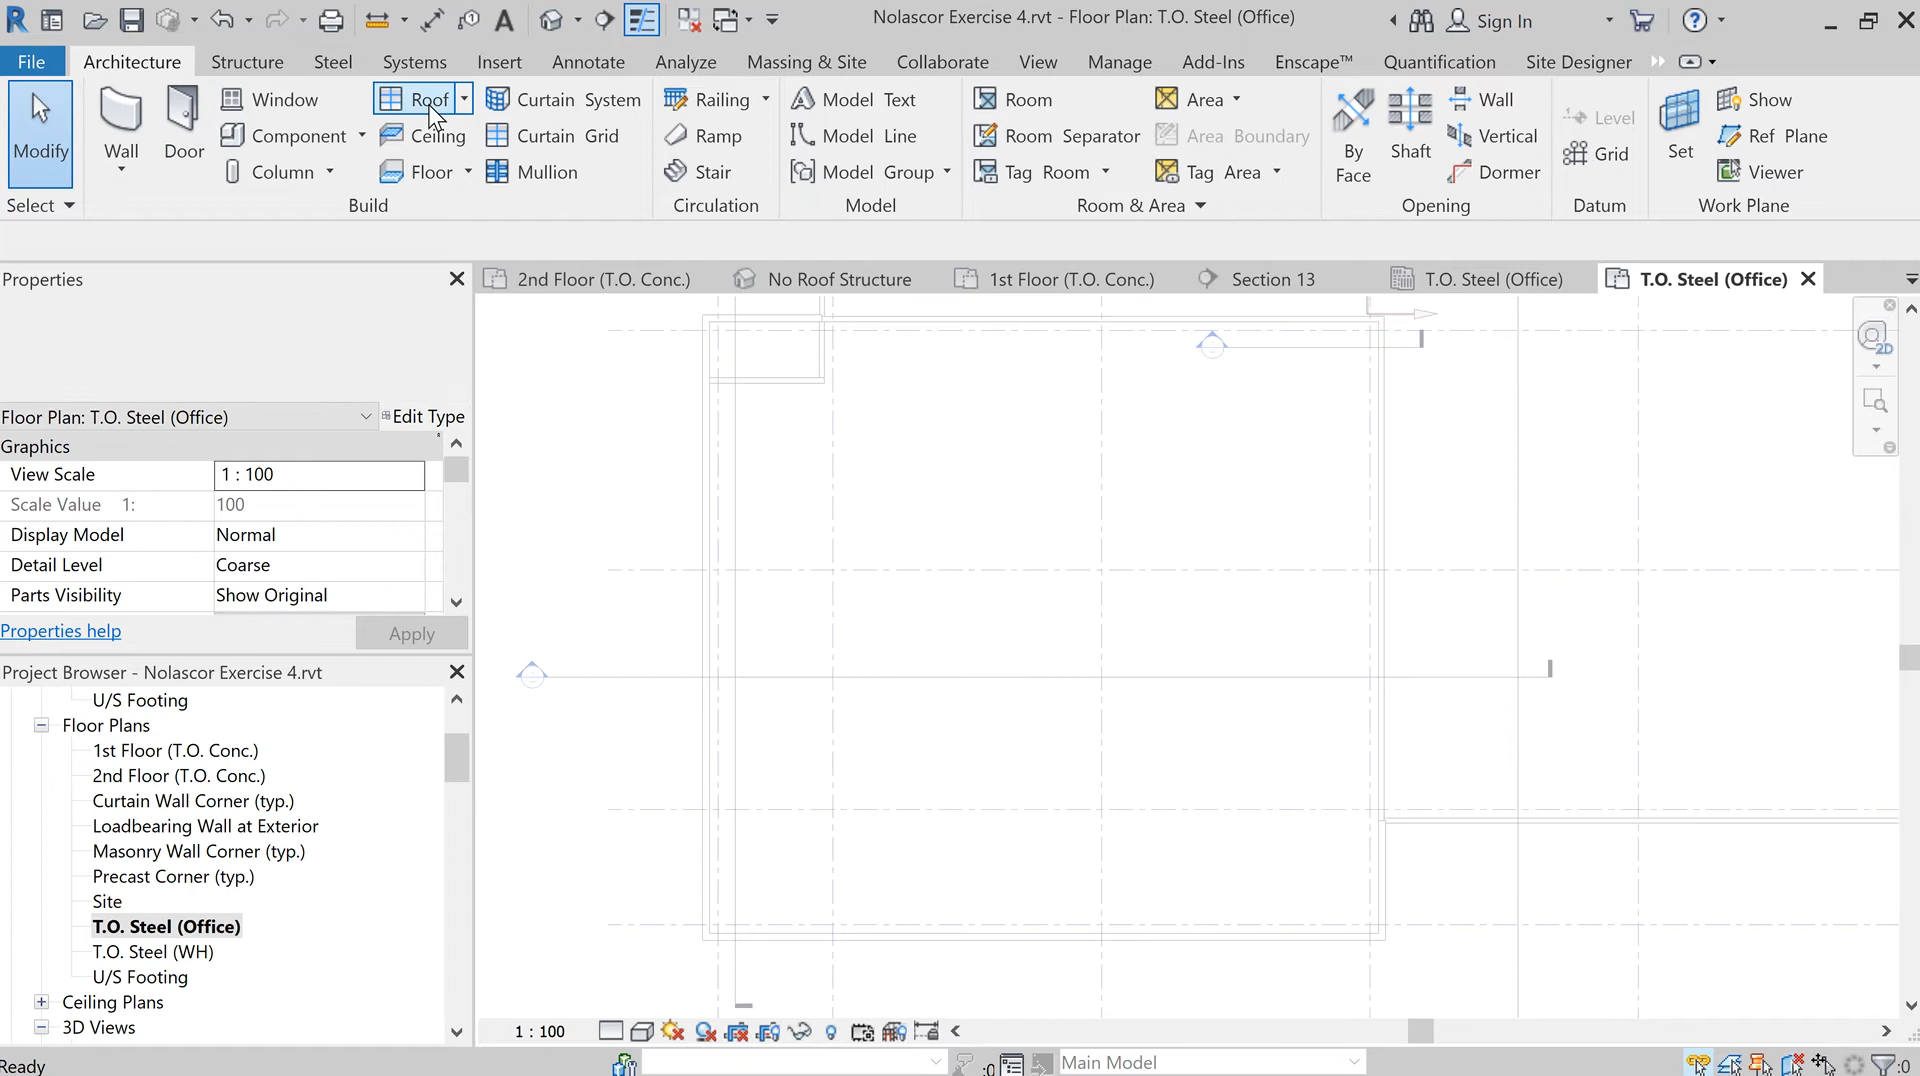 Nolascor Exercise 4.rvt - Floor Plan: T.O. Steel (Office)
Sign In
File Architecture Structure Steel Systems Insert Annotate Analyze Massing & Site Collaborate View Manage Add-Ins Enscape™ Quantification Site Designer
Modify
Wall
Door
Window
Component
Column
Roof
Ceiling
Floor
Curtain System
Curtain Grid
Mullion
Railing
Ramp
Stair
Model Text
Model Line
Model Group
Room
Room Separator
Tag Room
Area
Area Boundary
Tag Area
By Face
Shaft
Wall
Vertical
Dormer
Level
Grid
Set
Show
Ref Plane
Viewer
Select Build Circulation Model Room & Area Opening Datum Work Plane
Properties
2nd Floor (T.O. Conc.) No Roof Structure 1st Floor (T.O. Conc.) Section 13 T.O. Steel (Office) T.O. Steel (Office)
2D
Floor Plan: T.O. Steel (Office) Edit Type
Graphics
View Scale 1 : 100
Scale Value 1: 100
Display Model Normal
Detail Level Coarse
Parts Visibility Show Original
Properties help Apply
Project Browser - Nolascor Exercise 4.rvt
U/S Footing
Floor Plans
1st Floor (T.O. Conc.)
2nd Floor (T.O. Conc.)
Curtain Wall Corner (typ.)
Loadbearing Wall at Exterior
Masonry Wall Corner (typ.)
Precast Corner (typ.)
Site
T.O. Steel (Office)
T.O. Steel (WH)
U/S Footing
Ceiling Plans
3D Views
1 : 100
Ready
:0
Main Model
:0